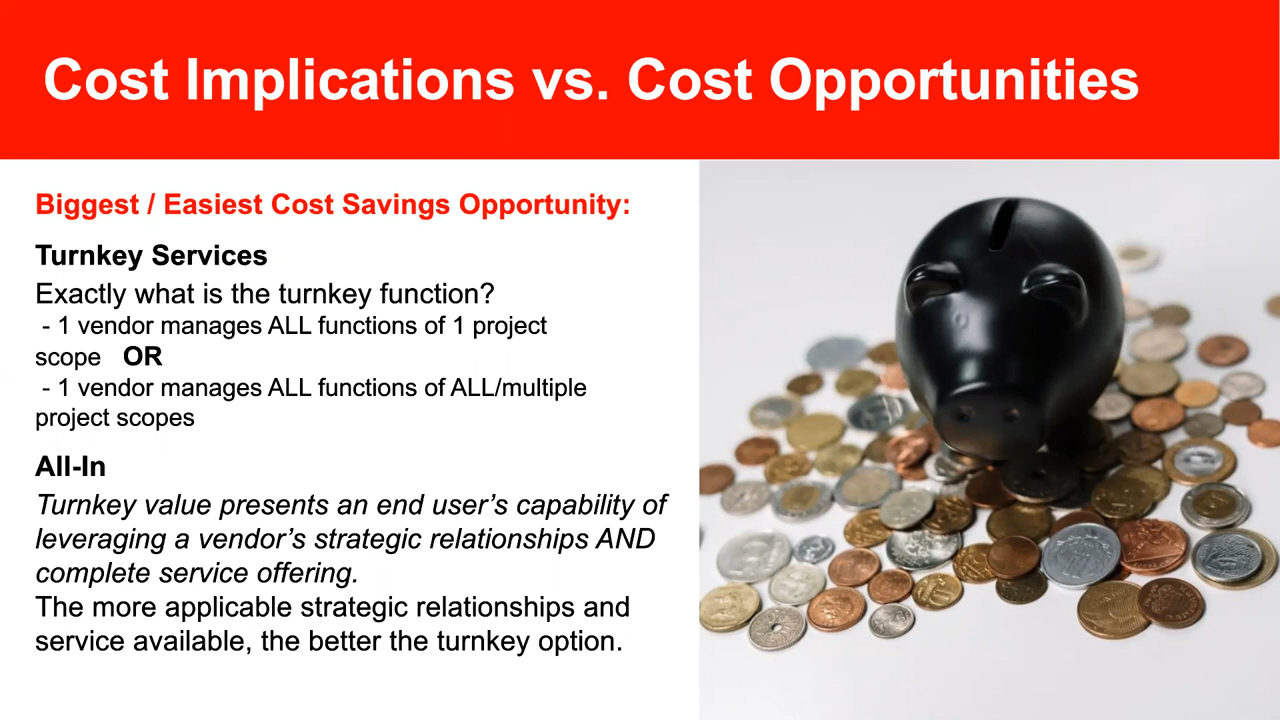 Cost Implications vs. Cost Opportunities
Biggest / Easiest Cost Savings Opportunity:
Turnkey Services
Exactly what is the turnkey function?
- 1 vendor manages ALL functions of 1 project
scope OR
- 1 vendor manages ALL functions of ALL/multiple
project scopes
All-In
Turnkey value presents an end user’s capability of
leveraging a vendor’s strategic relationships AND
complete service offering.
The more applicable strategic relationships and
service available, the better the turnkey option.